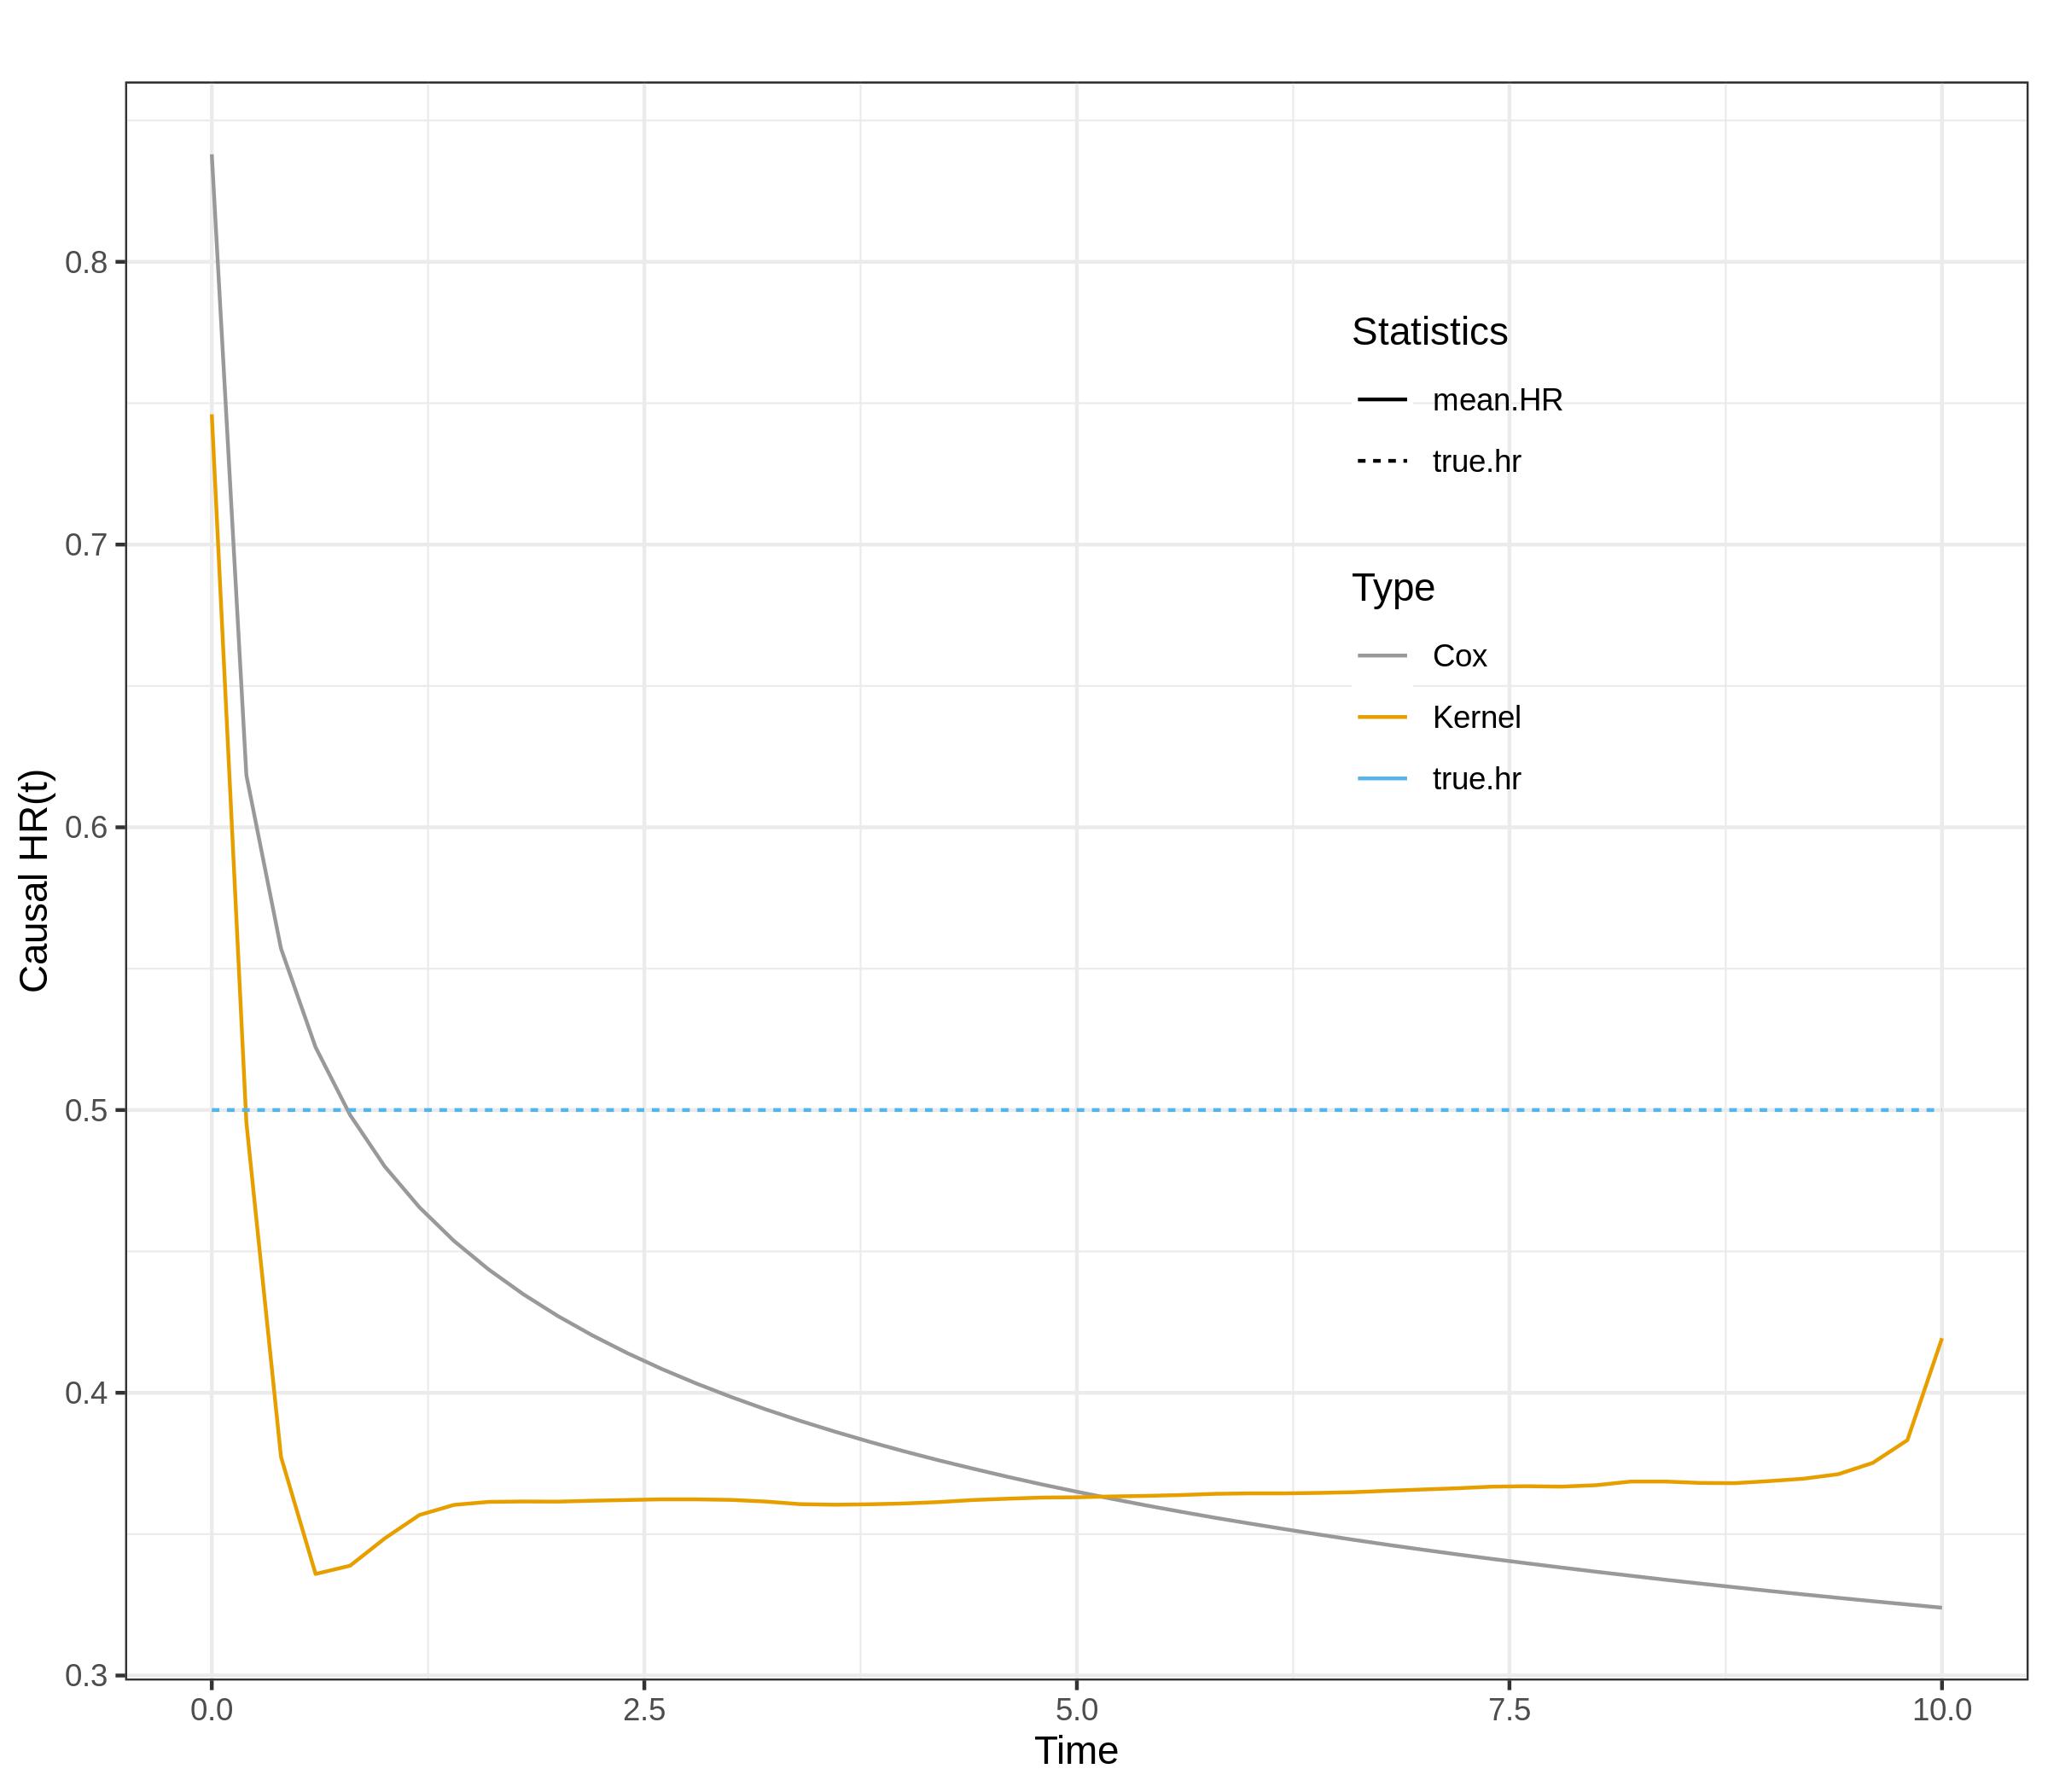 Causal HR(t)
0.8
0.7
0.6
0.5
0.4
0.3
Statistics
mean.HR
true.hr
Type
Cox
Kernel
true.hr
0.0 2.5 5.0 7.5 10.0
Time